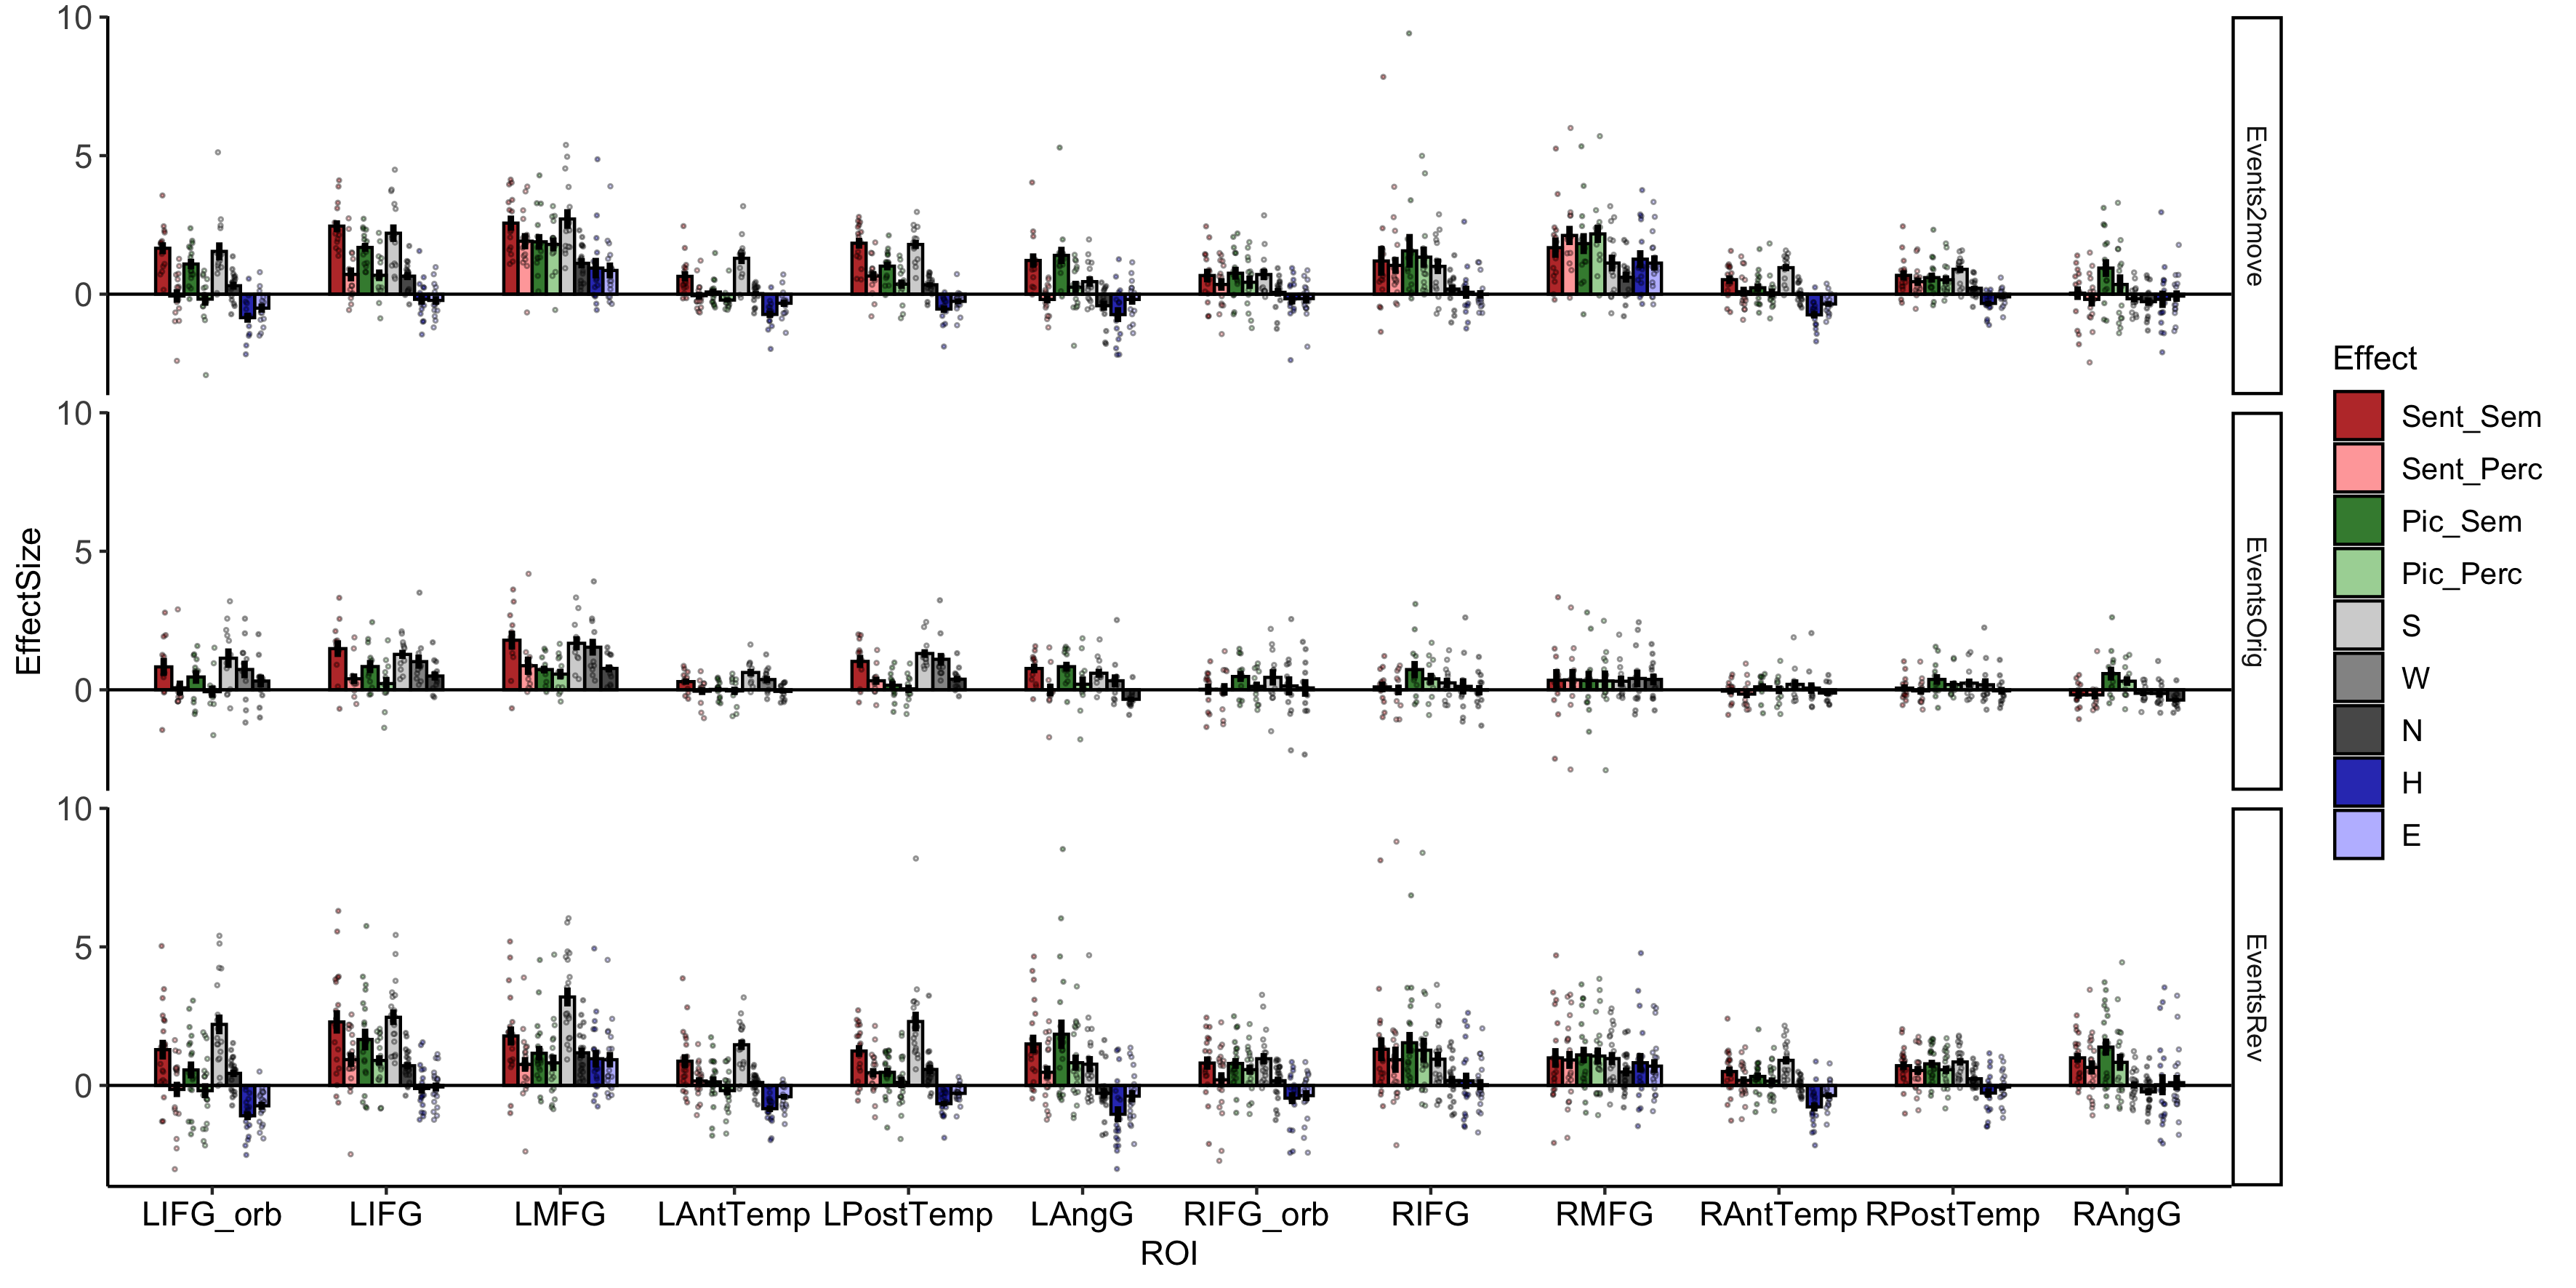 10
5
0
Events2move
10
5
0
EventsOrig
10
5
0
EventsRev
EffectSize
LIFG_orb LIFG LMFG LAntTemp LPostTemp LAngG RIFG_orb RIFG RMFG RAntTemp RPostTemp RAngG
ROI
Effect
Sent_Sem
Sent_Perc
Pic_Sem
Pic_Perc
S
W
N
H
E